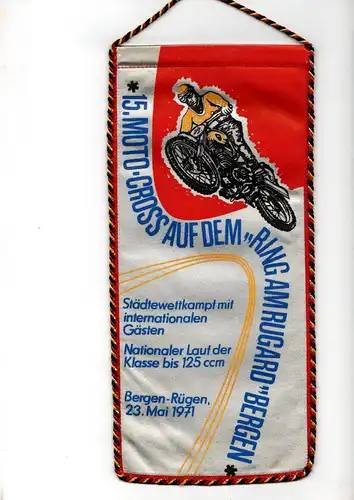 *15. MOTO-CROSS AUF DEM „RING AM RUGARD" BERGEN*
Städtewettkampf mit
internationalen
Gästen
Nationaler Lauf der
Klasse bis 125 ccm
Bergen-Rügen,
23. Mai 1971